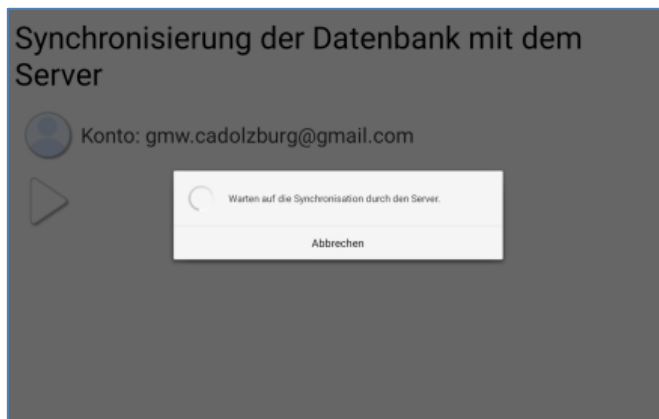 Synchronisierung der Datenbank mit dem
Server
Konto: gmw.cadolzburg@gmail.com
Warten auf die Synchronisation durch den Server.
Abbrechen